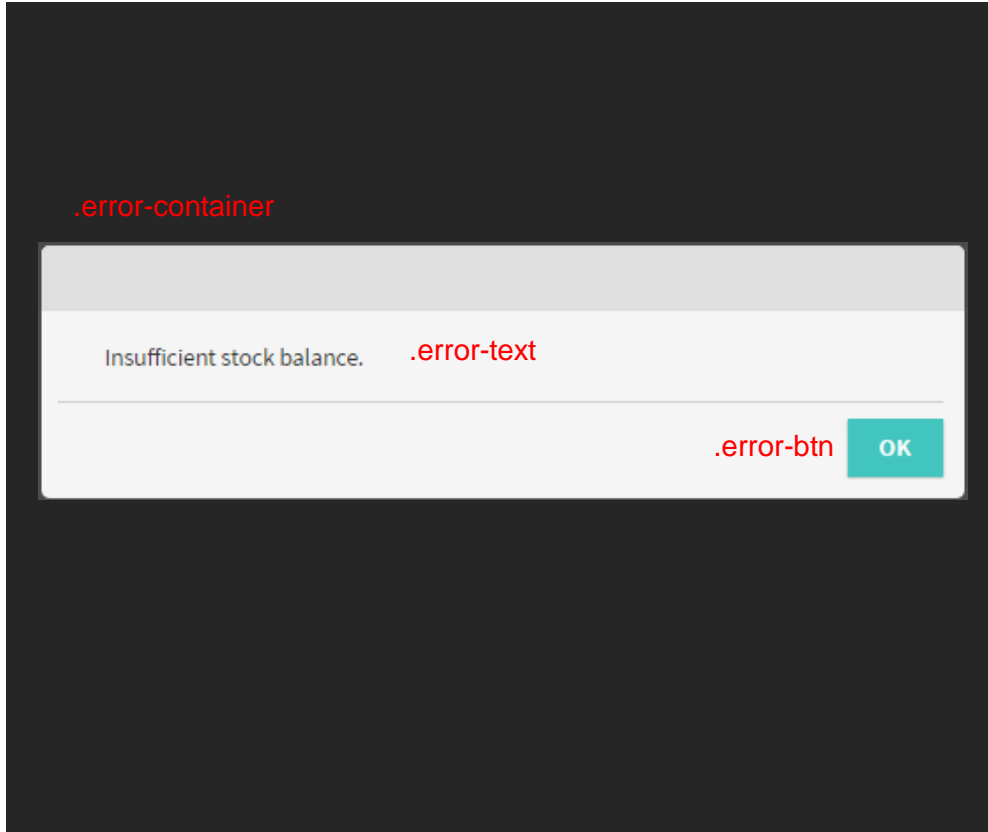 .error-container
Insufficient stock balance.
.error-text
.error-btn
OK